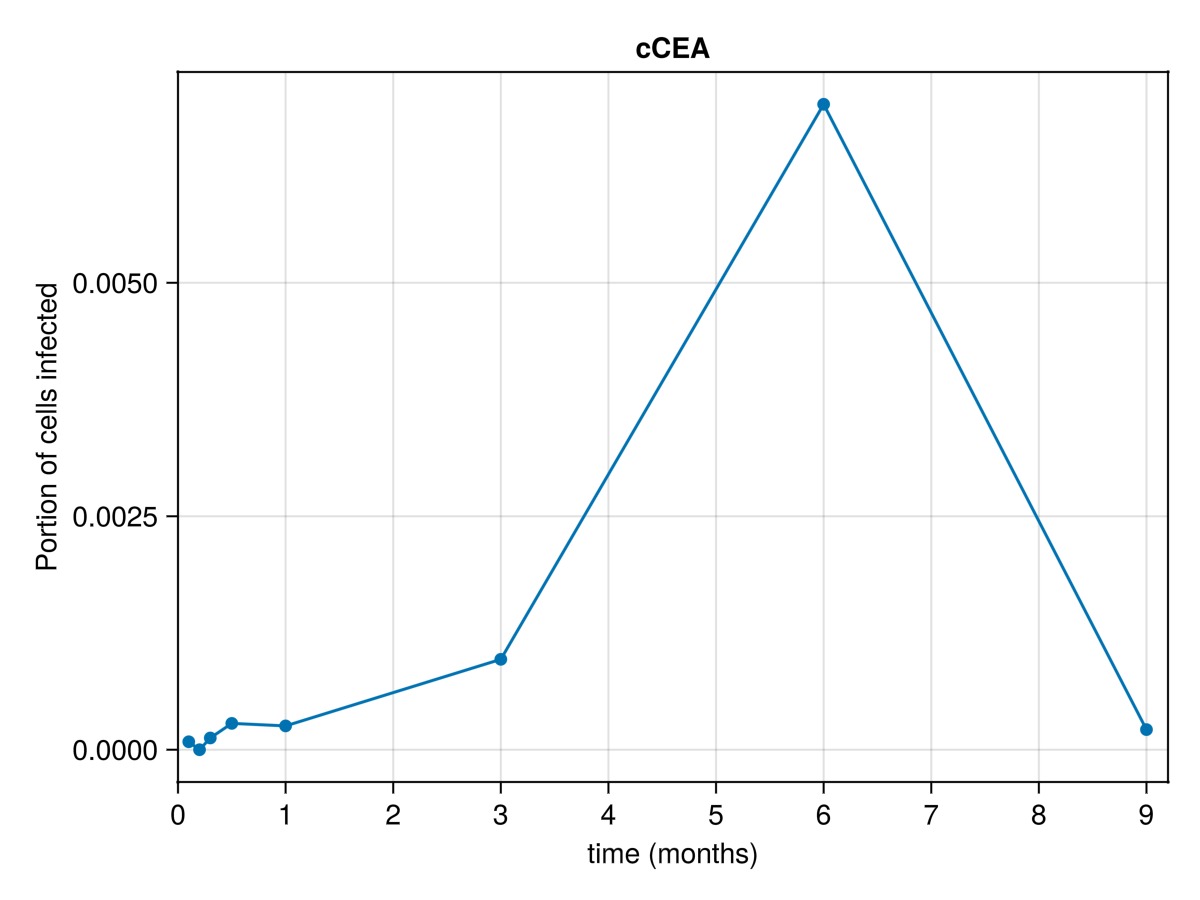 cCEA
Portion of cells infected
0.0050
0.0025
0.0000
0 1 2 3 4 5 6 7 8 9
time (months)